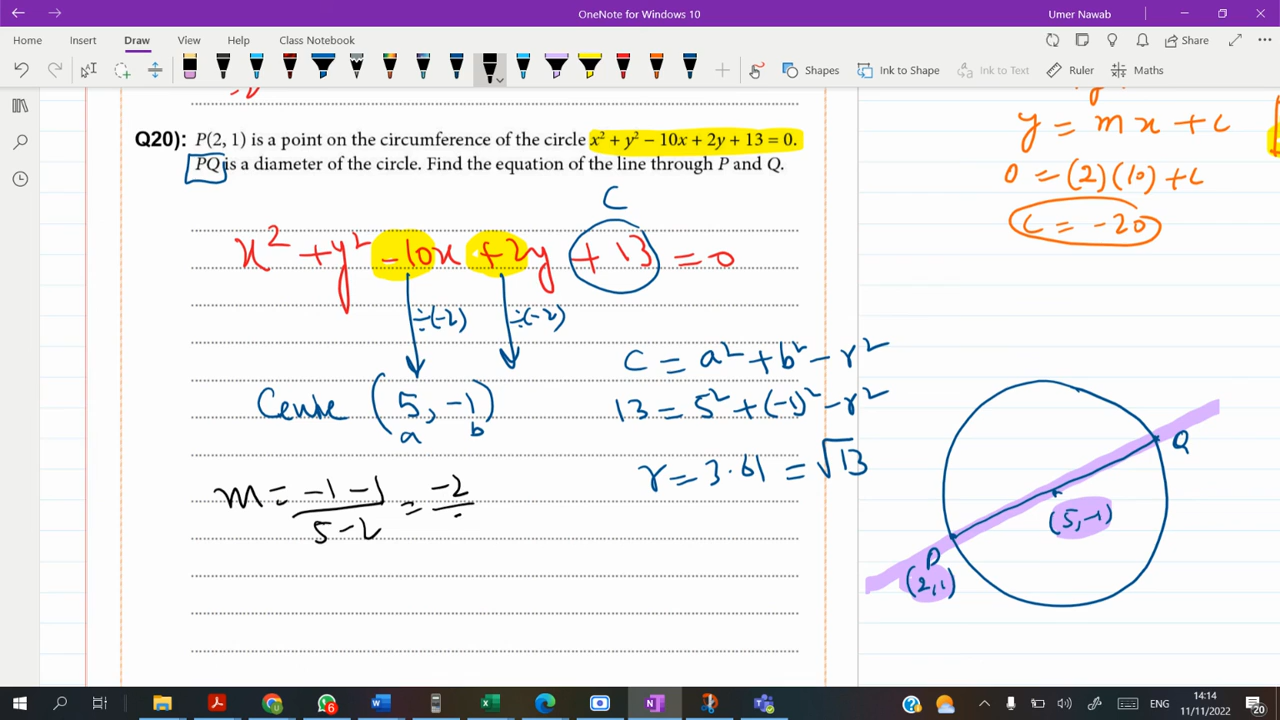 OneNote for Windows 10
Umer Nawab
Home Insert Draw View Help Class Notebook
Share
Shapes Ink to Shape Ink to Text Ruler Maths
Q20): P(2, 1) is a point on the circumference of the circle x² + y² − 10x + 2y + 13 = 0.
PQ is a diameter of the circle. Find the equation of the line through P and Q.
y = mx + c
0 = (2)(10) + c
c = -20
C
x² + y² - 10x + 2y + 13 = 0
÷(-2) ÷(-2)
Centre (5, -1)
a b
C = a² + b² - r²
13 = 5² + (-1)² - r²
r = 3.61 = √13
m = \frac{-1-1}{5-2} = \frac{-2}{}
Q
(5,-1)
P
(2,1)
6
ENG
14:14
11/11/2022
20